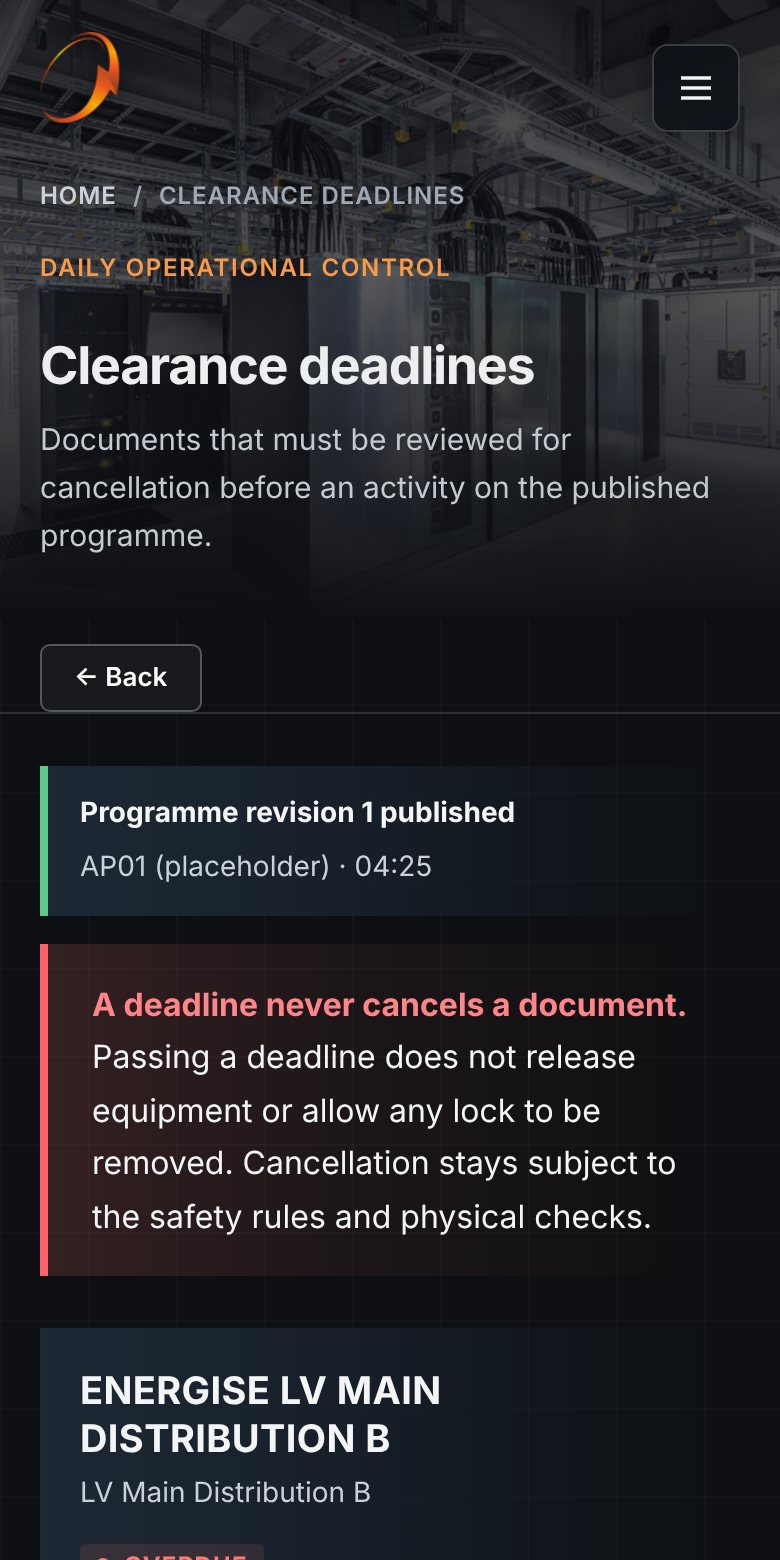 HOME / CLEARANCE DEADLINES
DAILY OPERATIONAL CONTROL
Clearance deadlines
Documents that must be reviewed for
cancellation before an activity on the published
programme.
← Back
Programme revision 1 published
AP01 (placeholder) · 04:25
A deadline never cancels a document.
Passing a deadline does not release
equipment or allow any lock to be
removed. Cancellation stays subject to
the safety rules and physical checks.
ENERGISE LV MAIN
DISTRIBUTION B
LV Main Distribution B
OVERDUE